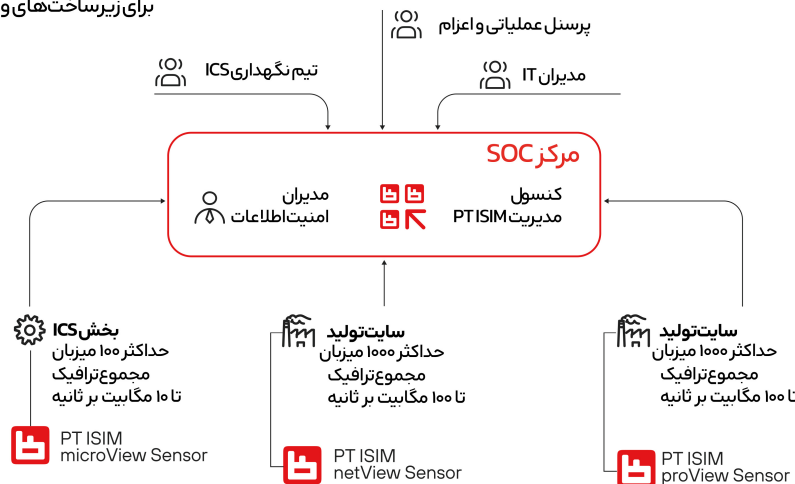 برای زیرساخت‌های و
پرسنل عملیاتی و اعزام
تیم نگهداری ICS
مدیران IT
مرکز SOC
کنسول
مدیریت PT ISIM
مدیران
امنیت اطلاعات
سایت تولید
حداکثر ۱۰۰۰ میزبان
مجموع ترافیک
تا ۱۰۰ مگابیت بر ثانیه
PT ISIM
proView Sensor
سایت تولید
حداکثر ۱۰۰۰ میزبان
مجموع ترافیک
تا ۱۰۰ مگابیت بر ثانیه
PT ISIM
netView Sensor
بخش ICS
حداکثر ۱۰۰ میزبان
مجموع ترافیک
تا ۱۰ مگابیت بر ثانیه
PT ISIM
microView Sensor